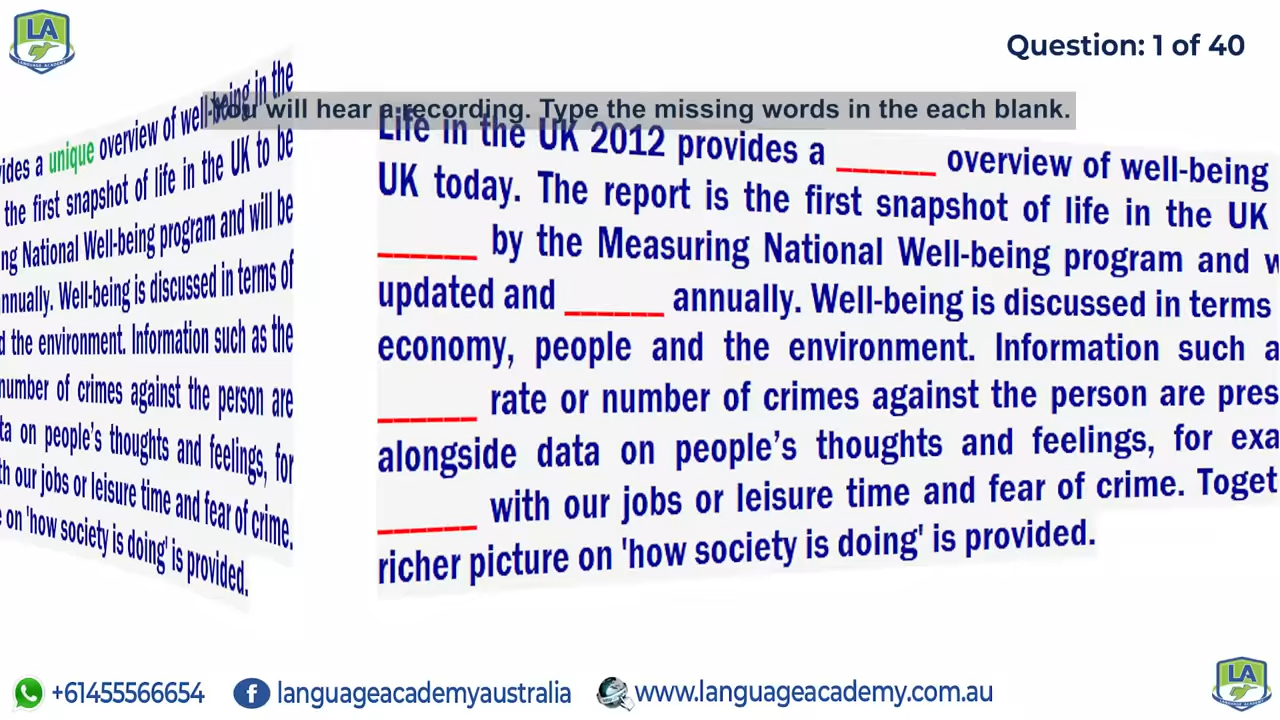 LA
LANGUAGE ACADEMY
Question: 1 of 40
You will hear a recording. Type the missing words in the each blank.
a unique overview of well-being in the
the first snapshot of life in the UK to be
National Well-being program and will be
annually. Well-being is discussed in terms of
the environment. Information such as the
number of crimes against the person are
on people's thoughts and feelings, for
our jobs or leisure time and fear of crime.
on 'how society is doing' is provided.
Life in the UK 2012 provides a ______ overview of well-being
UK today. The report is the first snapshot of life in the UK
______ by the Measuring National Well-being program and
updated and ______ annually. Well-being is discussed in terms
economy, people and the environment. Information such
______ rate or number of crimes against the person are
alongside data on people's thoughts and feelings, for
______ with our jobs or leisure time and fear of crime.
richer picture on 'how society is doing' is provided.
+61455566654
languageacademyaustralia
www.languageacademy.com.au
LA
LANGUAGE ACADEMY